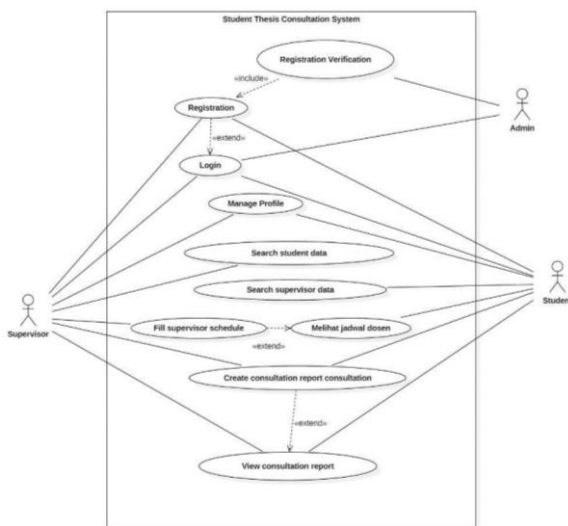 Student Thesis Consultation System
Registration Verification
«include»
Registration
Admin
«extend»
Login
Manage Profile
Search student data
Search supervisor data
Student
Supervisor
Fill supervisor schedule
Melihat jadwal dosen
«extend»
Create consultation report consultation
«extend»
View consultation report